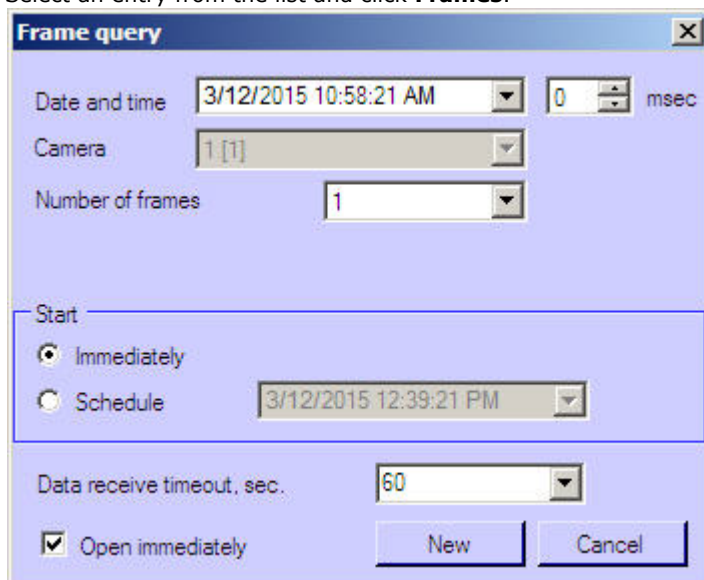 Select an entry from the list and click Frames.
Frame query
Date and time 3/12/2015 10:58:21 AM 0 msec
Camera 1 [1]
Number of frames 1
Start
Immediately
Schedule 3/12/2015 12:39:21 PM
Data receive timeout, sec. 60
Open immediately New Cancel